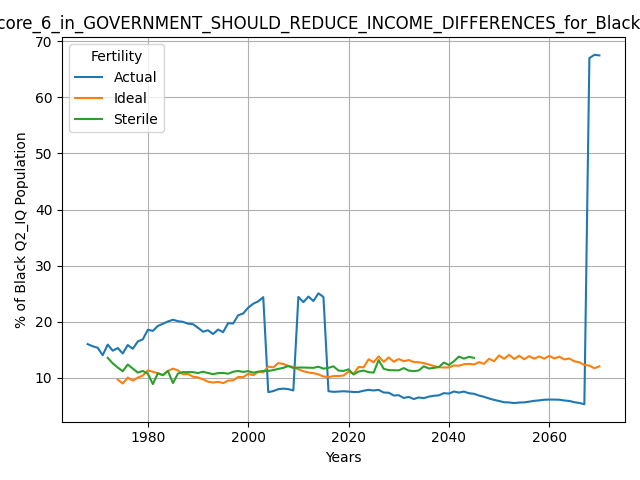 core_6_in_GOVERNMENT_SHOULD_REDUCE_INCOME_DIFFERENCES_for_Black
70
60
50
40
30
20
10
% of Black Q2_IQ Population
Fertility
Actual
Ideal
Sterile
1980
2000
2020
2040
2060
Years